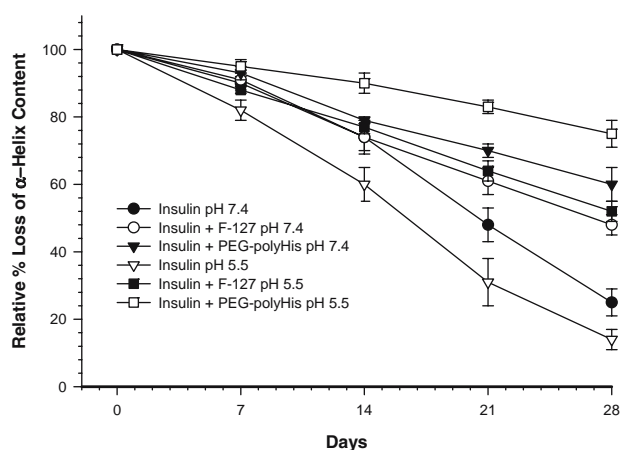 Relative % Loss of α–Helix Content
100
80
60
40
20
0
Insulin pH 7.4
Insulin + F-127 pH 7.4
Insulin + PEG-polyHis pH 7.4
Insulin pH 5.5
Insulin + F-127 pH 5.5
Insulin + PEG-polyHis pH 5.5
0 7 14 21 28
Days